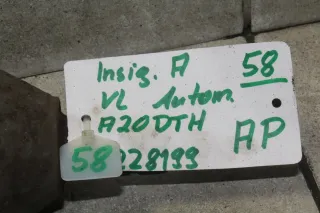 Insig. A 58
VL Autom.
A20DTH AP
58 228199